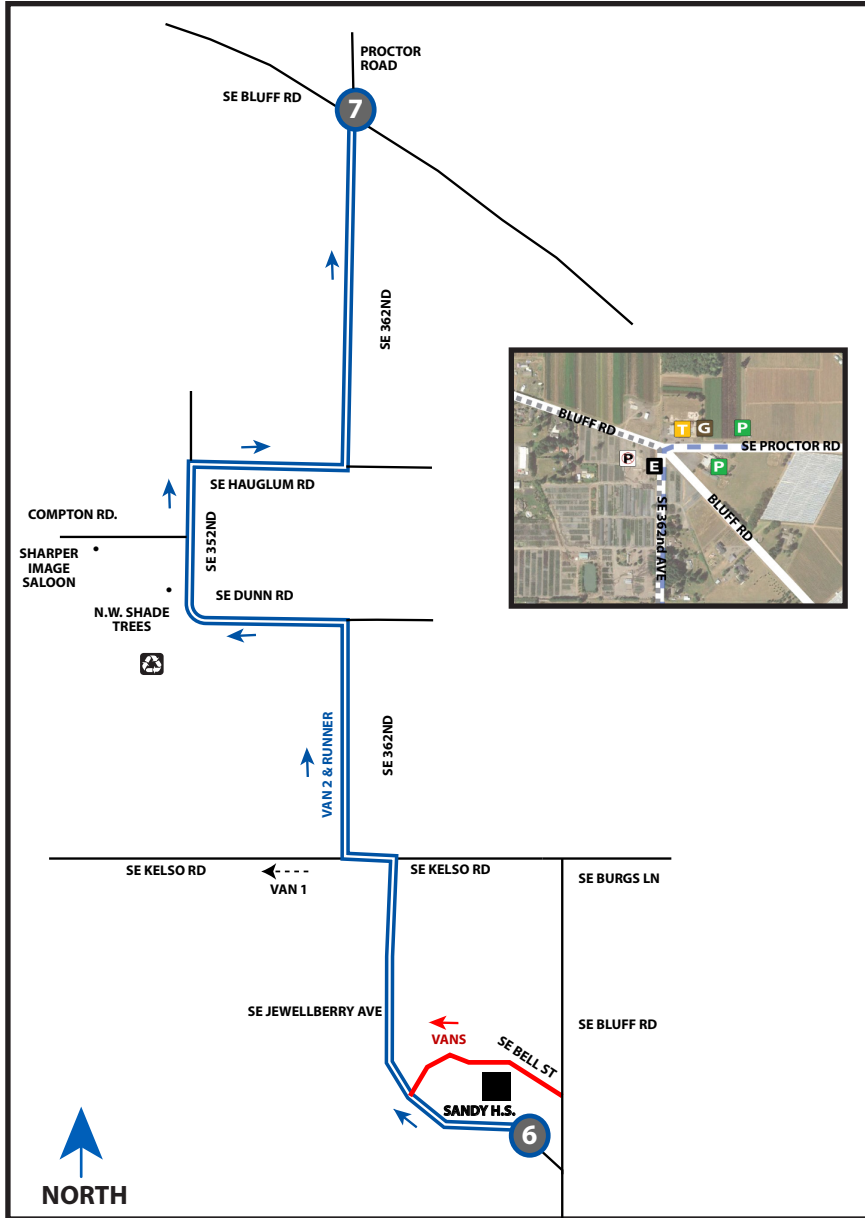 PROCTOR
ROAD
SE BLUFF RD
7
SE 362ND
BLUFF RD
T
G
P
P
E
P
SE PROCTOR RD
BLUFF RD
SE 362nd AVE
SE HAUGLUM RD
COMPTON RD.
SE 352ND
SHARPER
IMAGE
SALOON
SE DUNN RD
N.W. SHADE
TREES
VAN 2 & RUNNER
SE 362ND
SE KELSO RD
VAN 1
SE KELSO RD
SE BURGS LN
SE JEWELLBERRY AVE
SE BLUFF RD
VANS
SE BELL ST
SANDY H.S.
6
NORTH